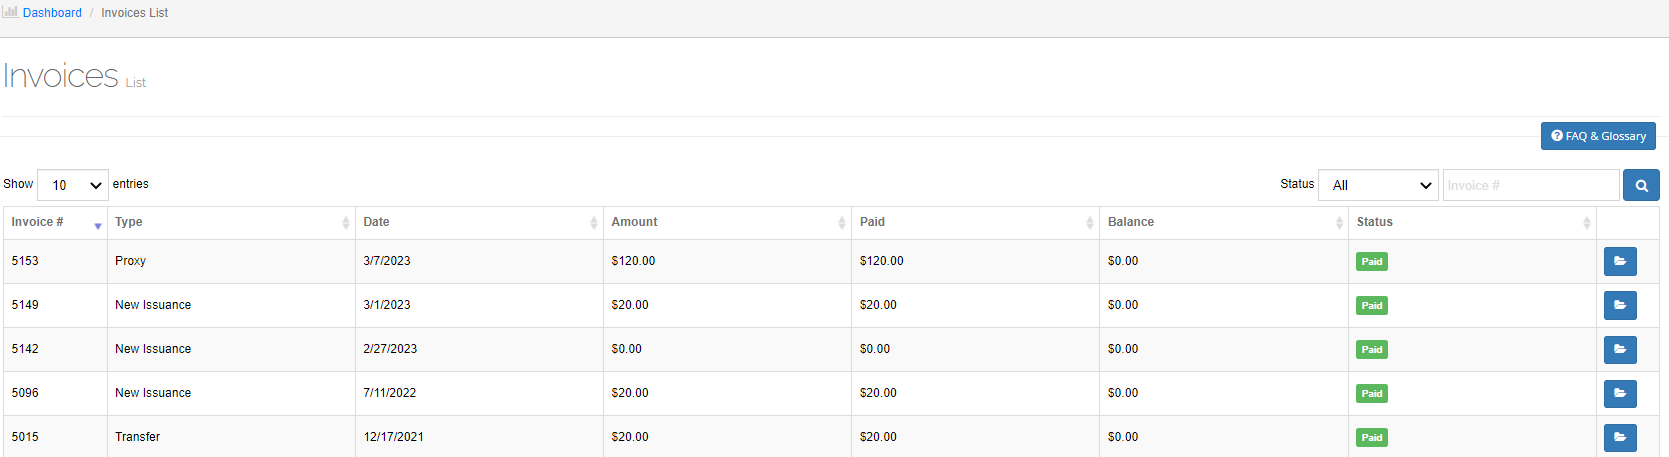 Dashboard / Invoices List
Invoices List
FAQ & Glossary
Show 10 entries Status All Invoice #
Invoice # Type Date Amount Paid Balance Status
5153 Proxy 3/7/2023 $120.00 $120.00 $0.00 Paid
5149 New Issuance 3/1/2023 $20.00 $20.00 $0.00 Paid
5142 New Issuance 2/27/2023 $0.00 $0.00 $0.00 Paid
5096 New Issuance 7/11/2022 $20.00 $20.00 $0.00 Paid
5015 Transfer 12/17/2021 $20.00 $20.00 $0.00 Paid